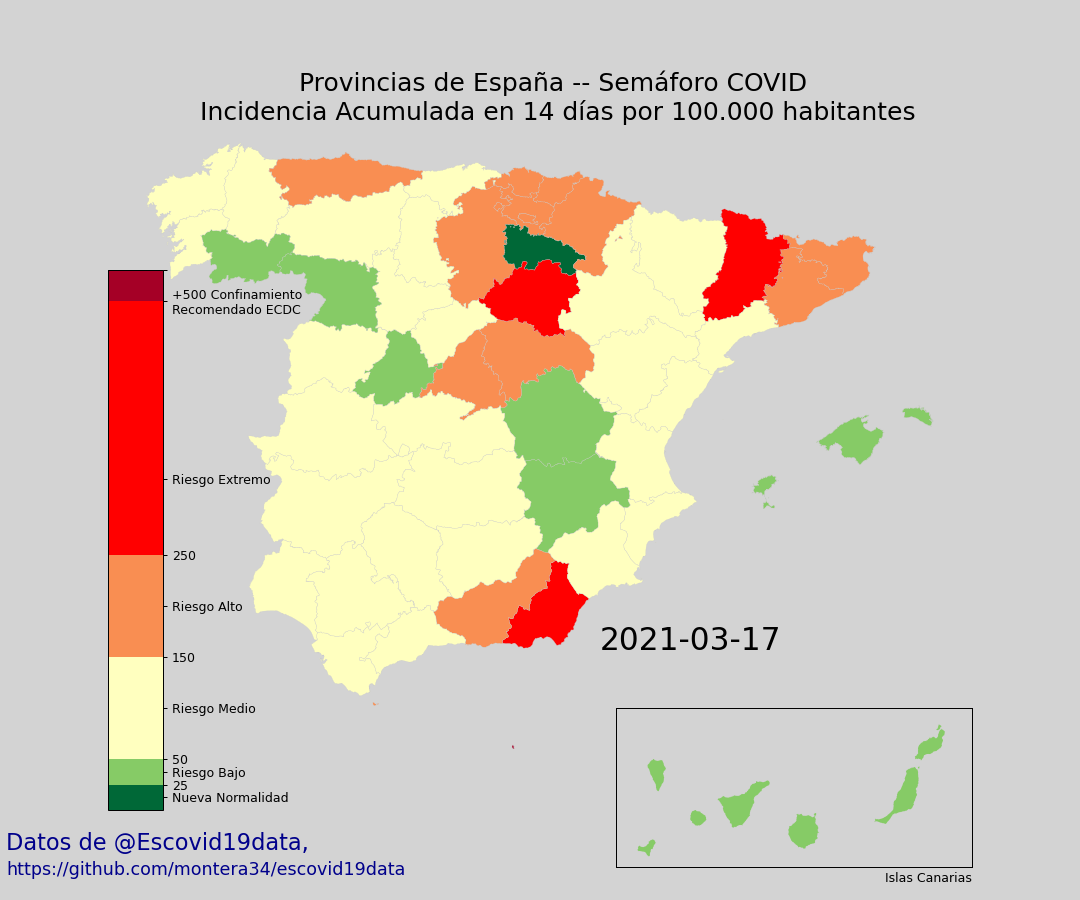 Provincias de España -- Semáforo COVID
Incidencia Acumulada en 14 días por 100.000 habitantes
+500 Confinamiento
Recomendado ECDC
Riesgo Extremo
250
Riesgo Alto
150
Riesgo Medio
50
Riesgo Bajo
25
Nueva Normalidad
2021-03-17
Islas Canarias
Datos de @Escovid19data,
https://github.com/montera34/escovid19data